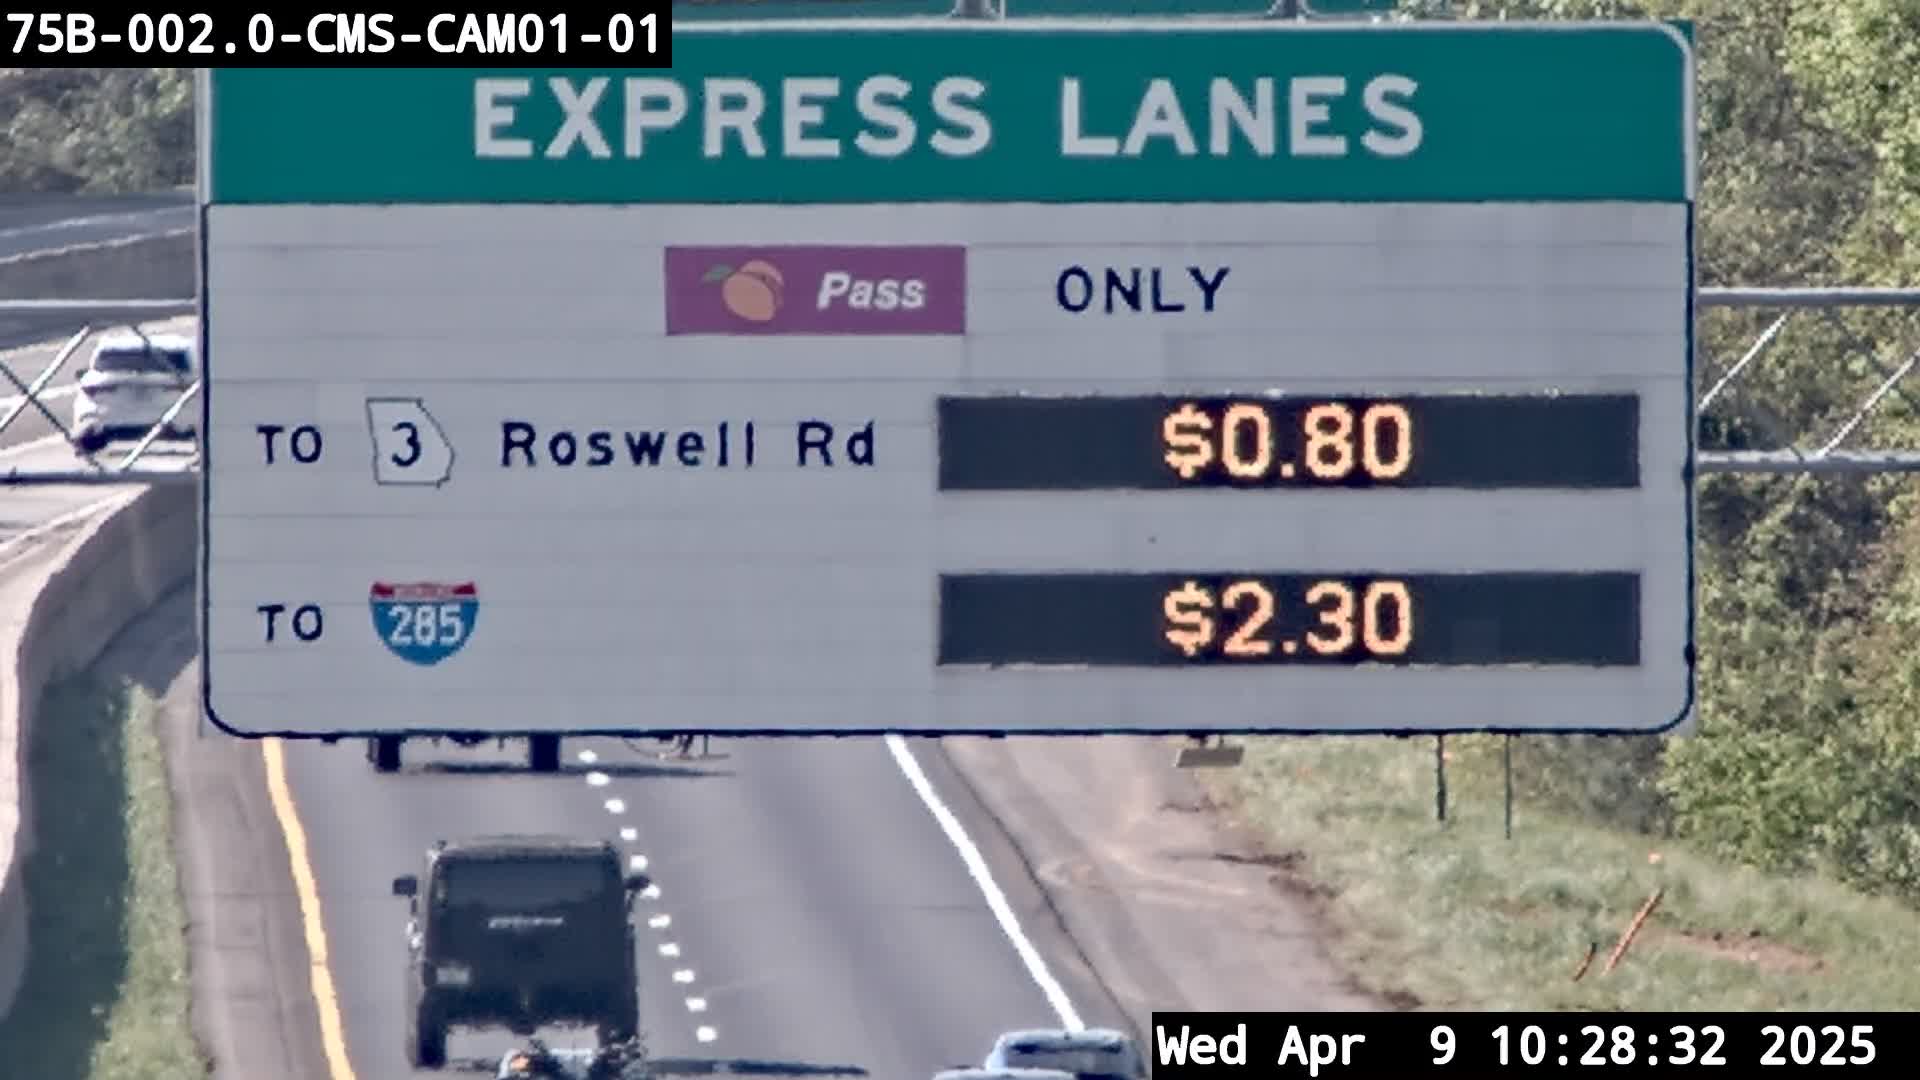 75B-002.0-CMS-CAM01-01
EXPRESS LANES
Pass ONLY
TO 3 Roswell Rd $0.80
TO 285 $2.30
Wed Apr 9 10:28:32 2025